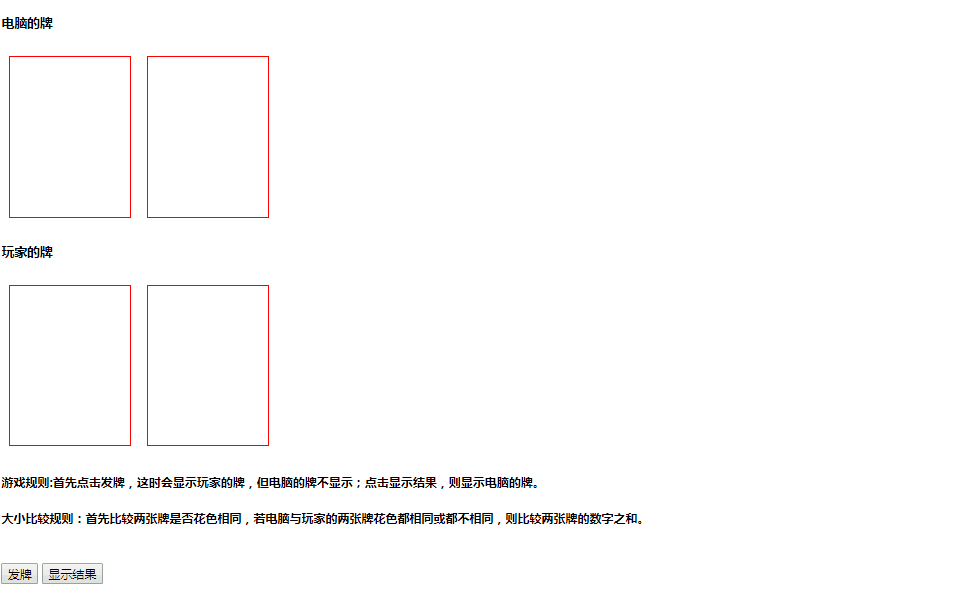 电脑的牌
玩家的牌
游戏规则:首先点击发牌，这时会显示玩家的牌，但电脑的牌不显示；点击显示结果，则显示电脑的牌。
大小比较规则：首先比较两张牌是否花色相同，若电脑与玩家的两张牌花色都相同或都不相同，则比较两张牌的数字之和。
发牌 显示结果